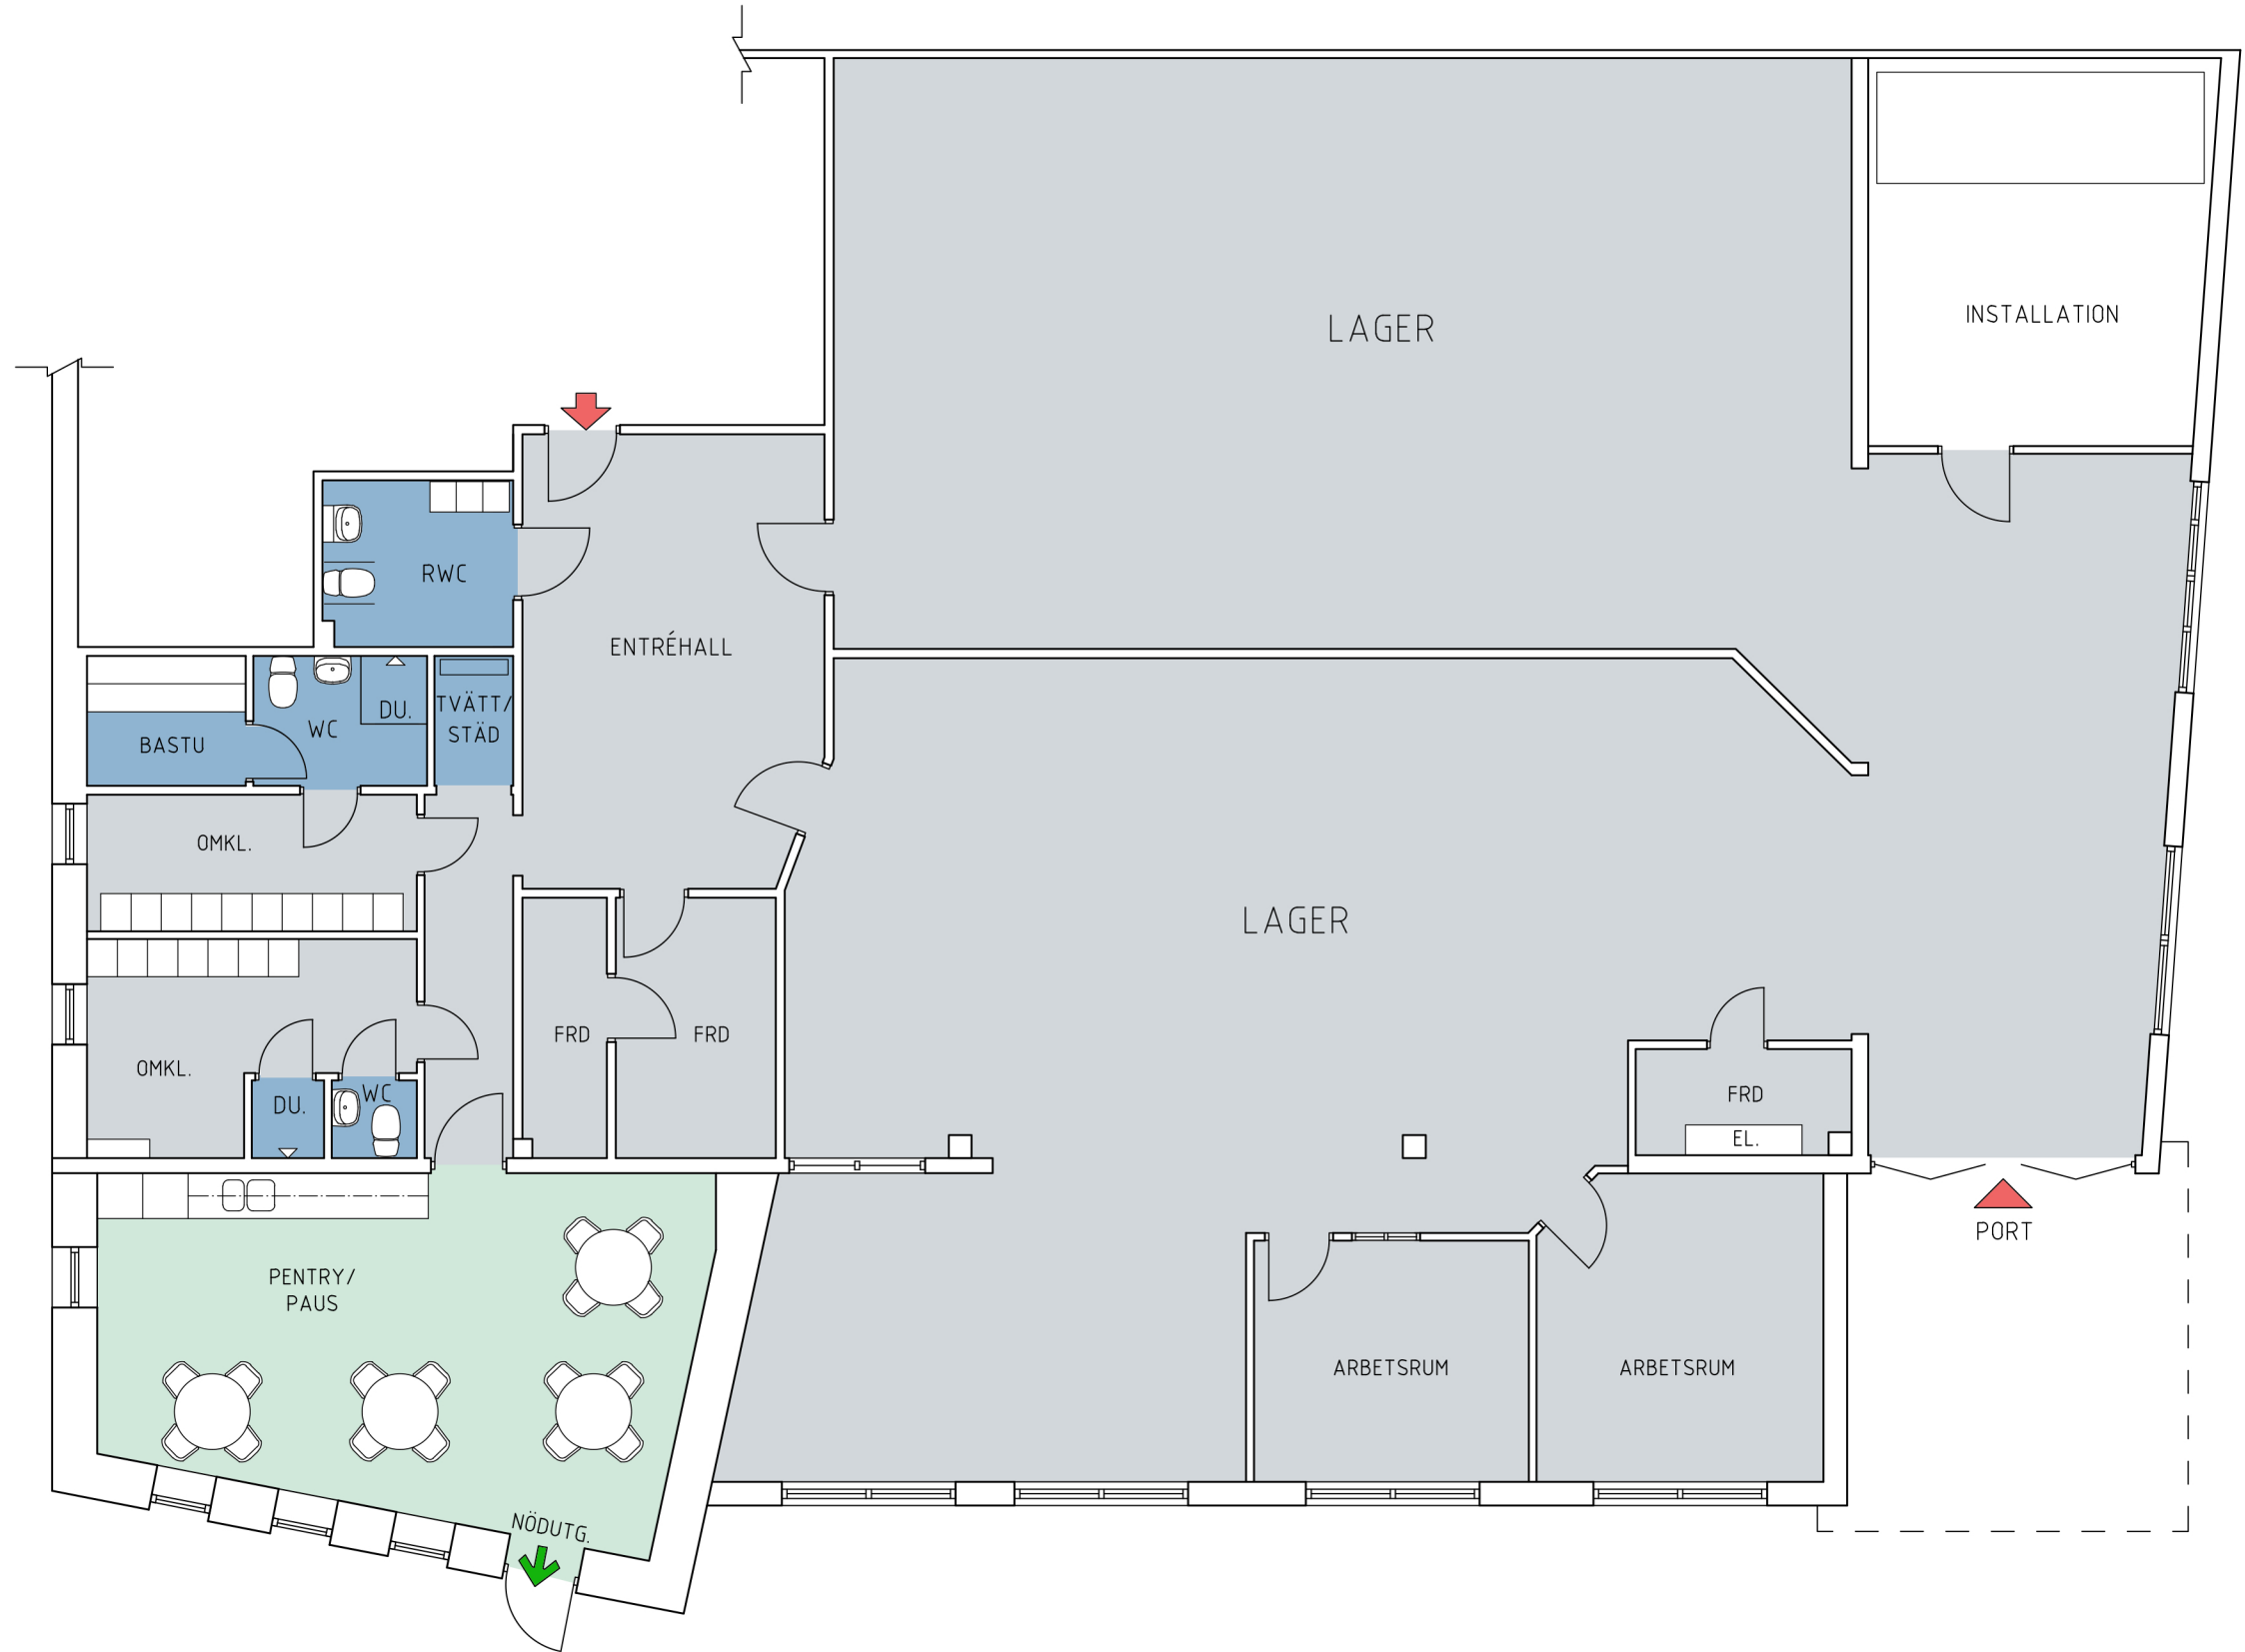 LAGER
INSTALLATION
RWC
ENTRÉHALL
TVÄTT/
STÄD
DU.
WC
BASTU
OMKL.
LAGER
FRD
FRD
OMKL.
DU.
WC
FRD
EL.
PORT
PENTRY/
PAUS
ARBETSRUM
ARBETSRUM
NÖDUTG.